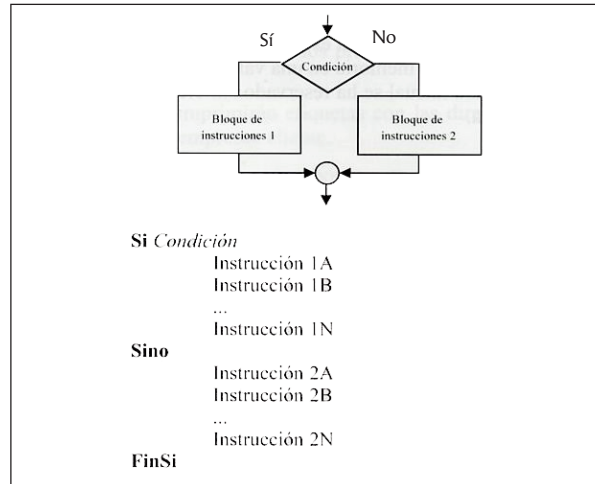 Sí
No
Condición
Bloque de
instrucciones 1
Bloque de
instrucciones 2
Si Condición
Instrucción 1A
Instrucción 1B
...
Instrucción 1N
Sino
Instrucción 2A
Instrucción 2B
...
Instrucción 2N
FinSi